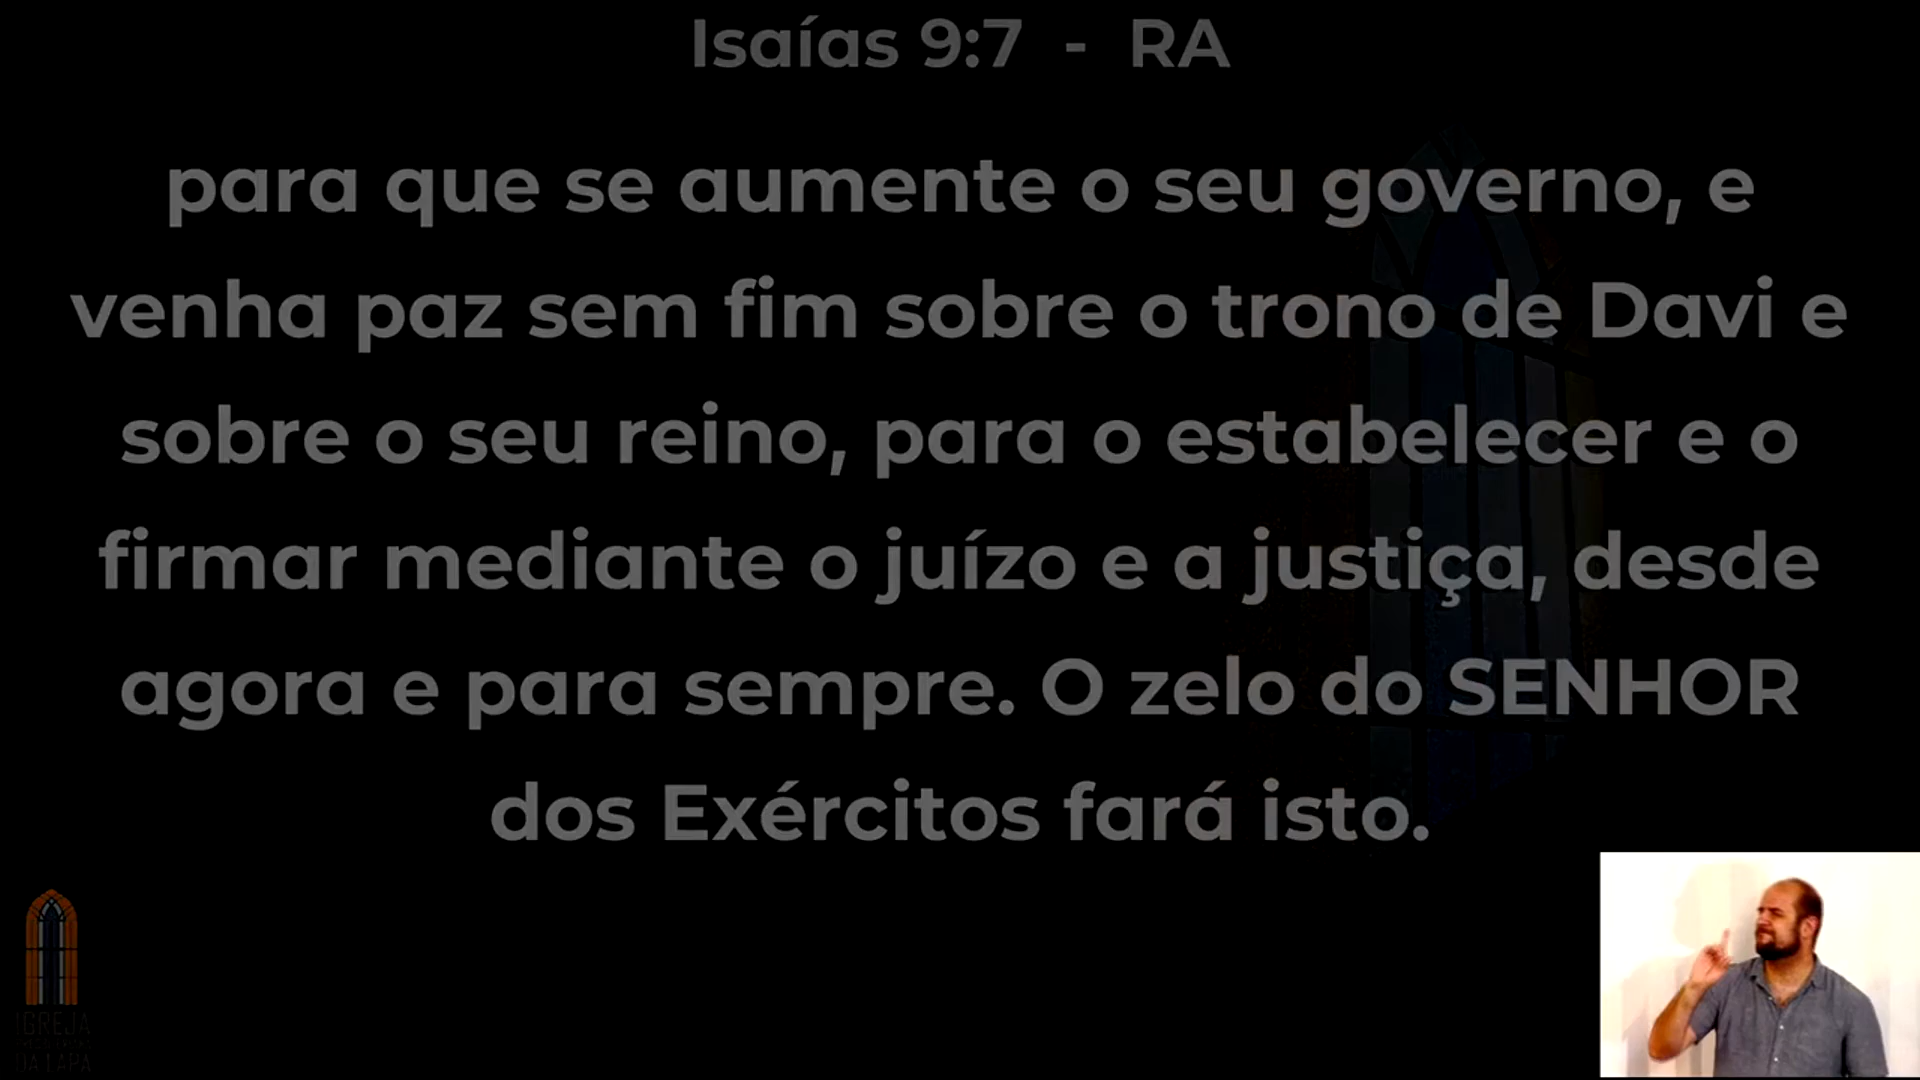 Isaías 9:7 - RA
para que se aumente o seu governo, e
venha paz sem fim sobre o trono de Davi e
sobre o seu reino, para o estabelecer e o
firmar mediante o juízo e a justiça, desde
agora e para sempre. O zelo do SENHOR
dos Exércitos fará isto.
IGREJA
DA LAPA